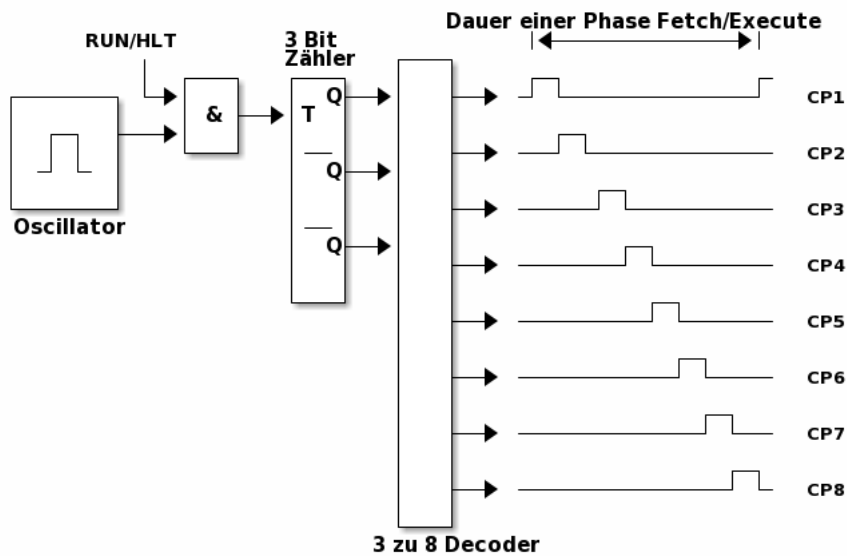 Dauer einer Phase Fetch/Execute
RUN/HLT
3 Bit
Zähler
&
T
Q
Q
Q
Oscillator
CP1
CP2
CP3
CP4
CP5
CP6
CP7
CP8
3 zu 8 Decoder